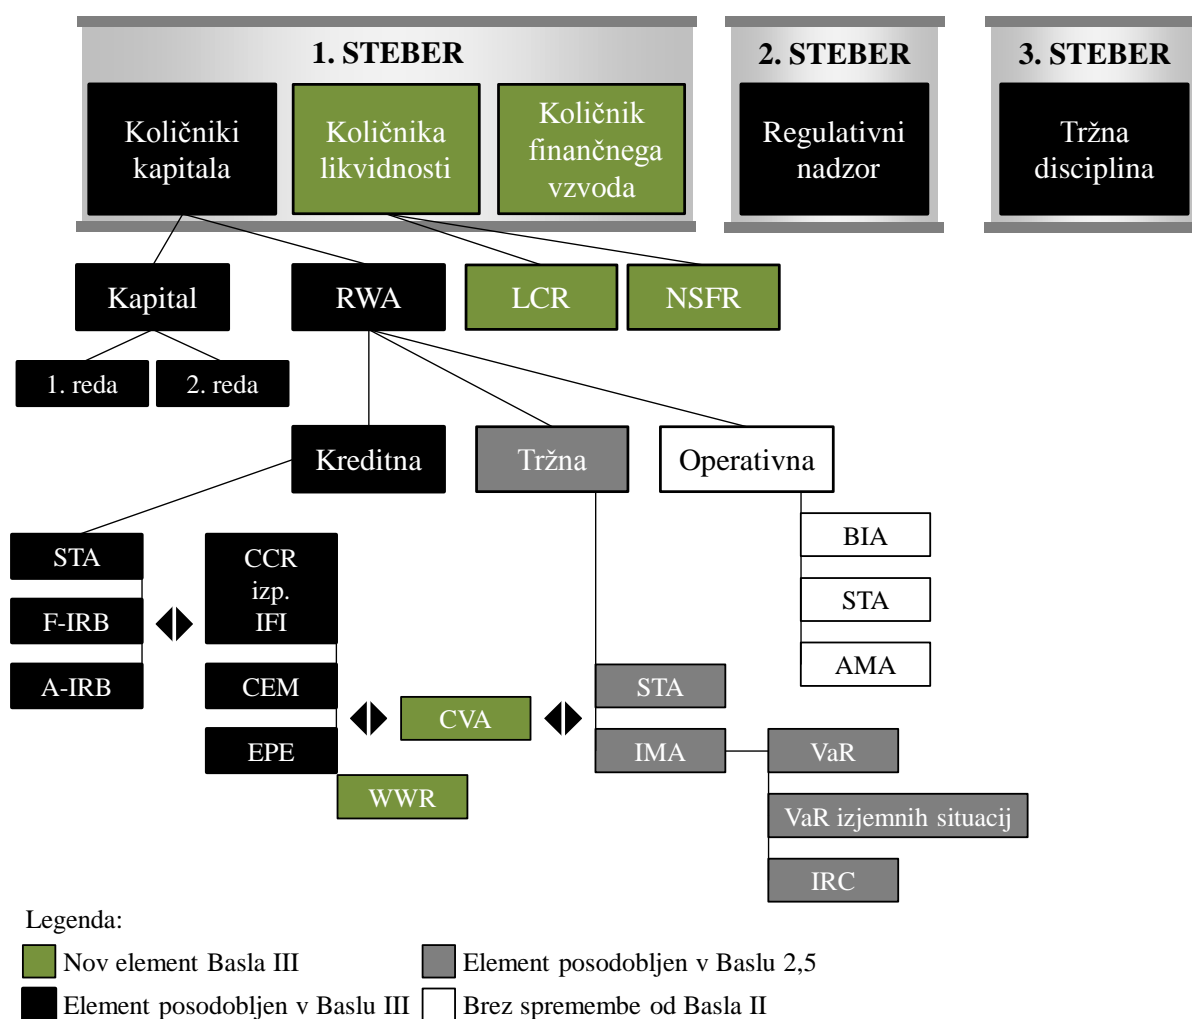 1. STEBER
2. STEBER
3. STEBER
Količniki
kapitala
Količnika
likvidnosti
Količnik
finančnega
vzvoda
Regulativni
nadzor
Tržna
disciplina
Kapital
RWA
LCR
NSFR
1. reda
2. reda
Kreditna
Tržna
Operativna
STA
F-IRB
A-IRB
CCR
izp.
IFI
CEM
EPE
WWR
CVA
STA
IMA
BIA
STA
AMA
VaR
VaR izjemnih situacij
IRC
Legenda:
Nov element Basla III
Element posodobljen v Baslu 2,5
Element posodobljen v Baslu III
Brez spremembe od Basla II